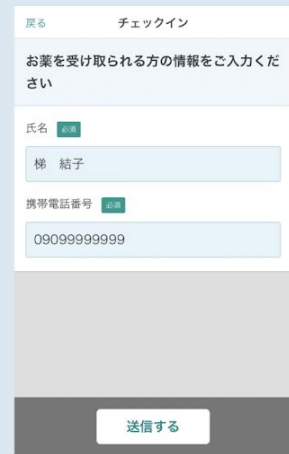 戻る チェックイン
お薬を受け取られる方の情報をご入力くだ
さい
氏名 必須
梯 結子
携帯電話番号 必須
09099999999
送信する